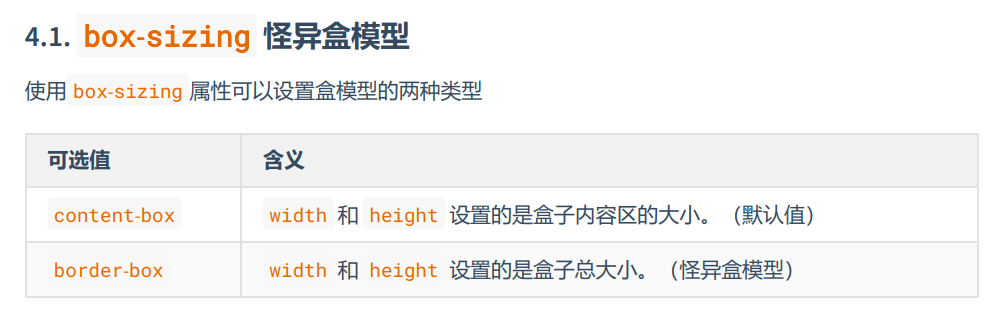 4.1. box-sizing 怪异盒模型
使用 box-sizing 属性可以设置盒模型的两种类型
可选值 含义
content-box width 和 height 设置的是盒子内容区的大小。（默认值）
border-box width 和 height 设置的是盒子总大小。（怪异盒模型）